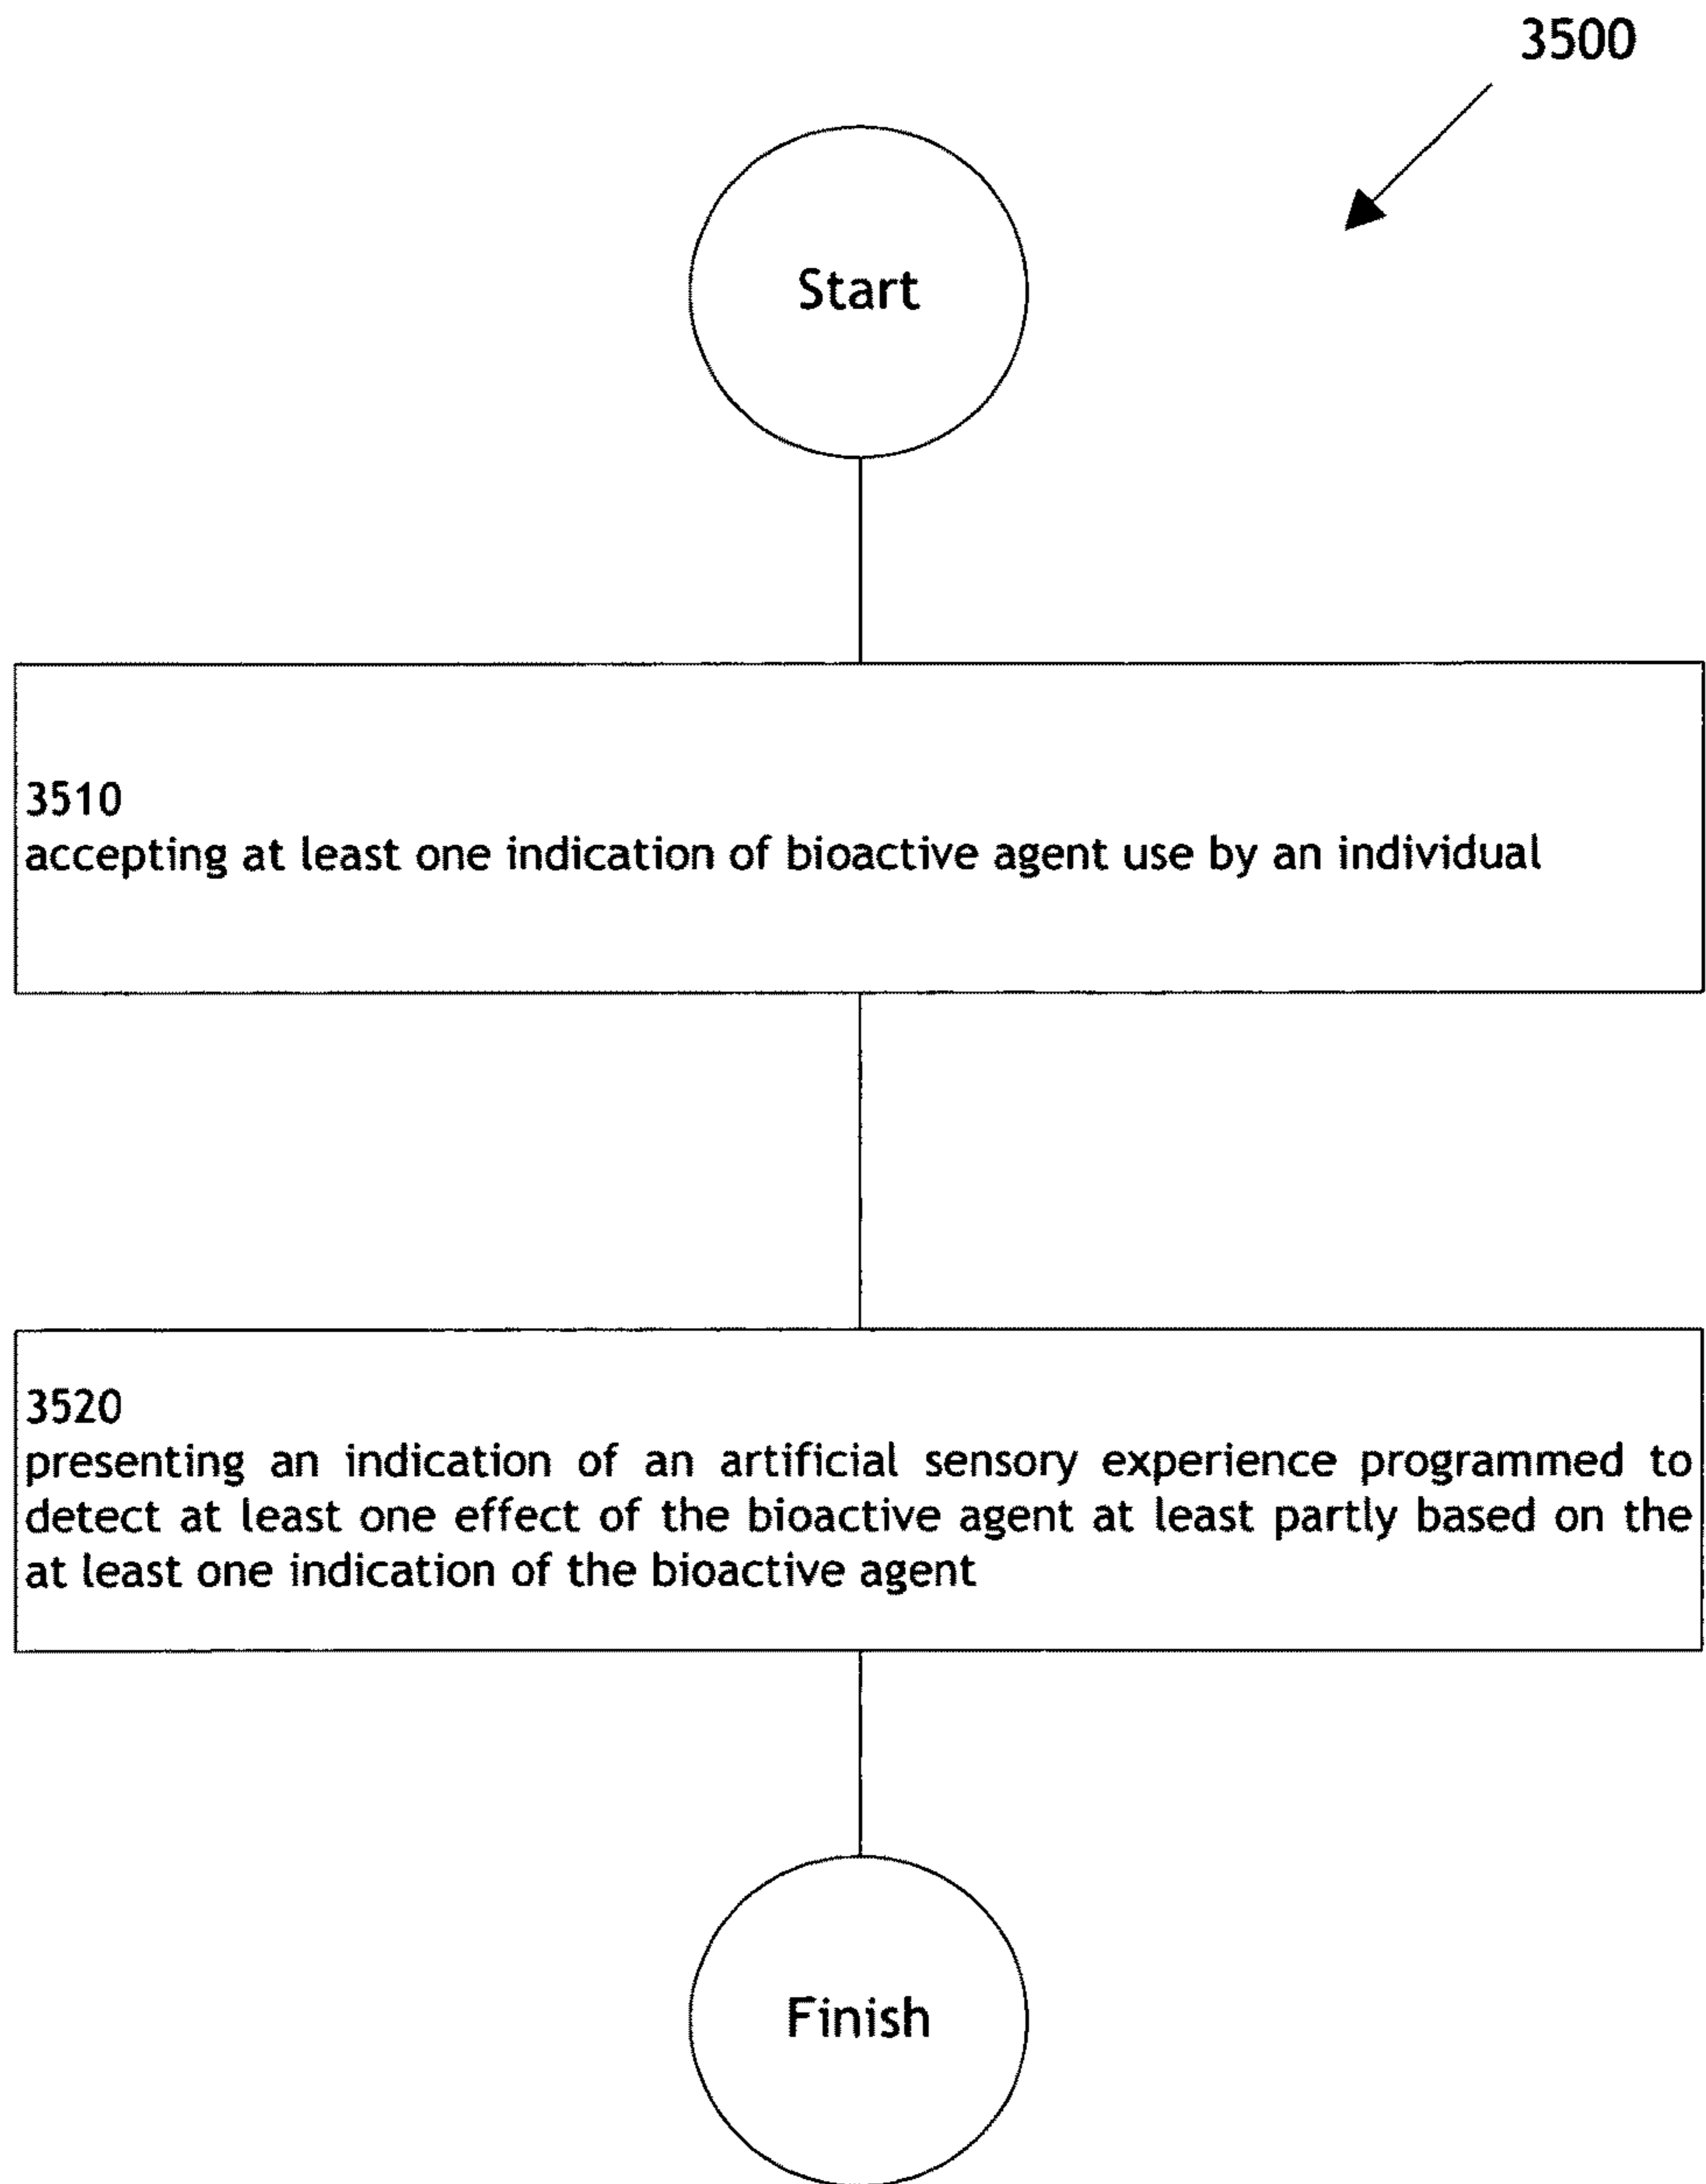 3500
Start
3510
accepting at least one indication of bioactive agent use by an individual
3520
presenting an indication of an artificial sensory experience programmed to
detect at least one effect of the bioactive agent at least partly based on the
at least one indication of the bioactive agent
Finish